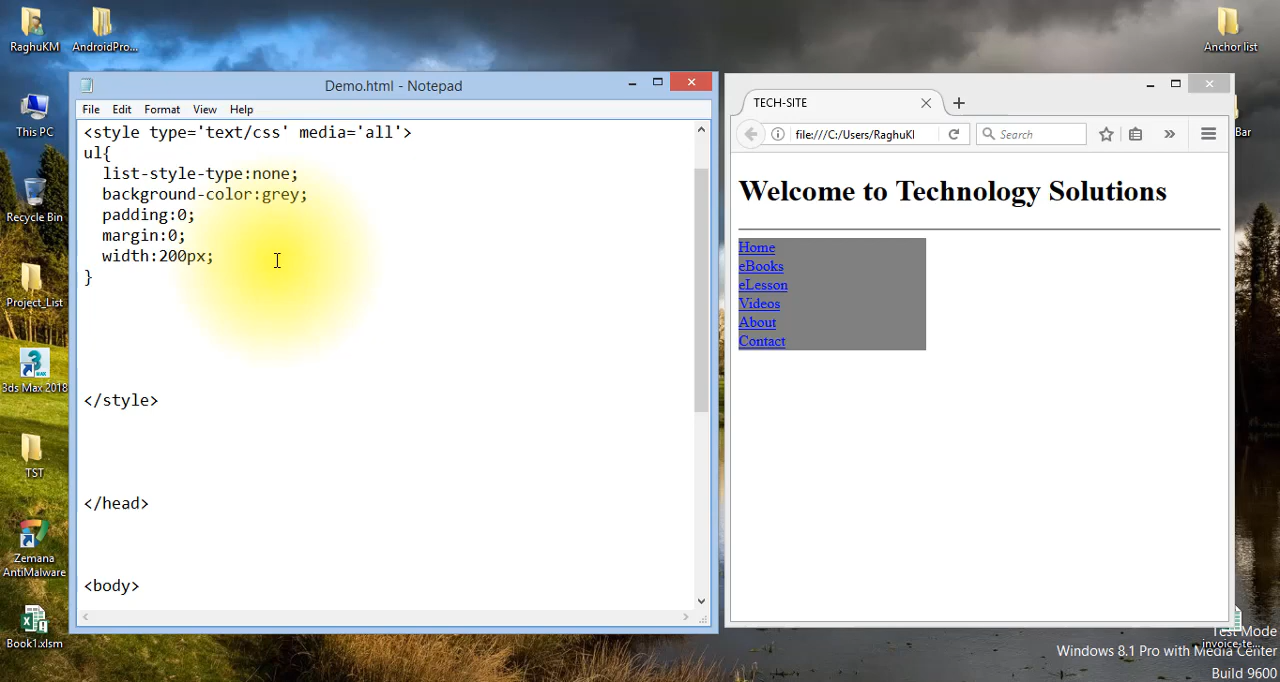 RaghuKM
AndroidPro...
Anchor list
This PC
Recycle Bin
Project_List
3ds Max 2018
TST
Zemana
AntiMalware
Book1.xlsm
Demo.html - Notepad
File Edit Format View Help
<style type='text/css' media='all'>
ul{
list-style-type:none;
background-color:grey;
padding:0;
margin:0;
width:200px;
}
</style>
</head>
<body>
TECH-SITE
file:///C:/Users/RaghuKI
Search
Welcome to Technology Solutions
Home
eBooks
eLesson
Videos
About
Contact
Bar
Test Mode
invoice-te...
Windows 8.1 Pro with Media Center
Build 9600